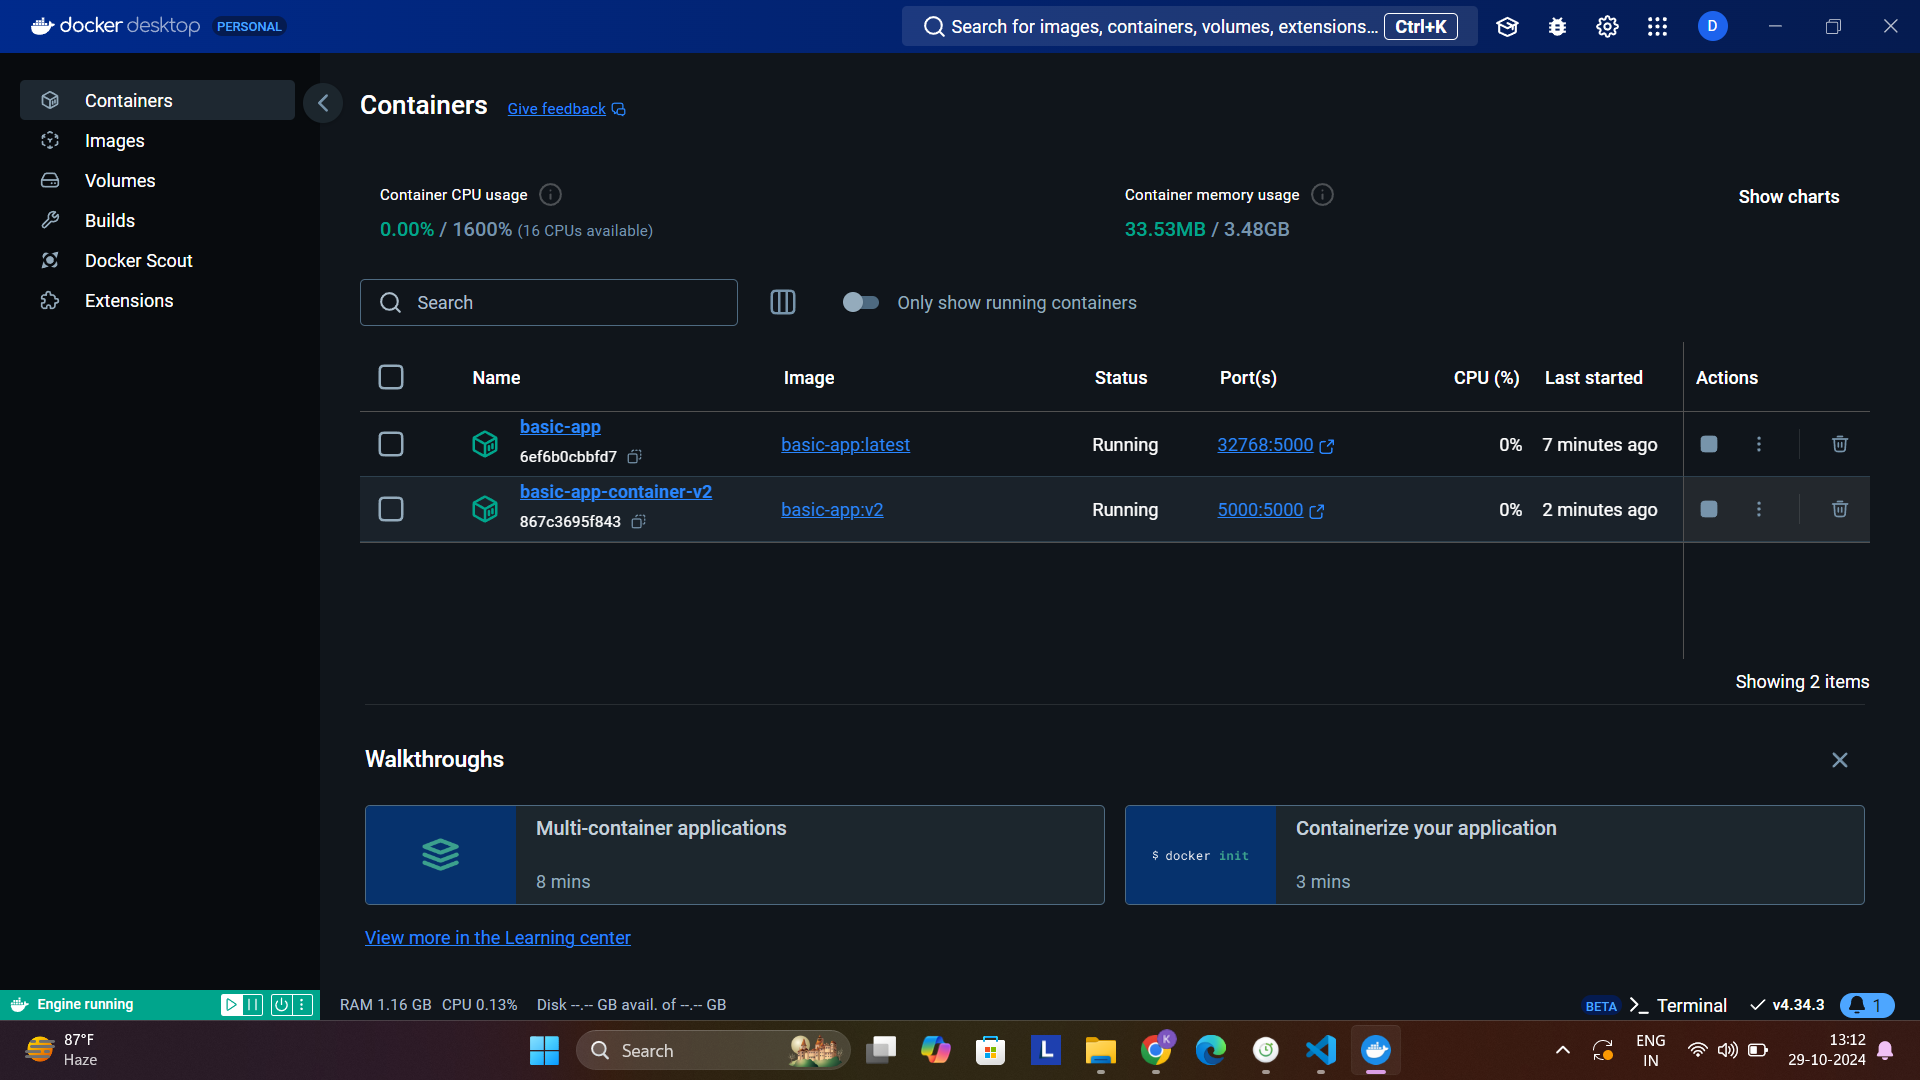 docker desktop PERSONAL
Search for images, containers, volumes, extensions... Ctrl+K
D
Containers
Images
Volumes
Builds
Docker Scout
Extensions
Containers Give feedback
Container CPU usage
0.00% / 1600% (16 CPUs available)
Container memory usage
33.53MB / 3.48GB
Show charts
Search
Only show running containers
Name Image Status Port(s) CPU (%) Last started Actions
basic-app
6ef6b0cbbfd7
basic-app:latest Running 32768:5000 0% 7 minutes ago
basic-app-container-v2
867c3695f843
basic-app:v2 Running 5000:5000 0% 2 minutes ago
Showing 2 items
Walkthroughs
$ docker init
Multi-container applications
8 mins
Containerize your application
3 mins
View more in the Learning center
Engine running
RAM 1.16 GB CPU 0.13% Disk --.-- GB avail. of --.-- GB
BETA >_ Terminal v4.34.3 1
87°F
Haze
Search
L
K
ENG
IN
13:12
29-10-2024